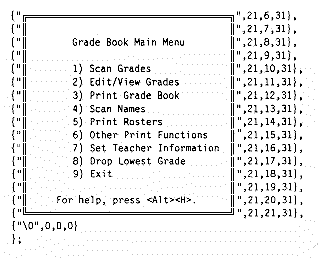 {"╔══════════════════════════╗",21,6,31},
{"║                          ║",21,7,31},
{"║  Grade Book Main Menu    ║",21,8,31},
{"║                          ║",21,9,31},
{"║  1) Scan Grades          ║",21,10,31},
{"║  2) Edit/View Grades     ║",21,11,31},
{"║  3) Print Grade Book     ║",21,12,31},
{"║  4) Scan Names           ║",21,13,31},
{"║  5) Print Rosters        ║",21,14,31},
{"║  6) Other Print Functions║",21,15,31},
{"║  7) Set Teacher Information║",21,16,31},
{"║  8) Drop Lowest Grade    ║",21,17,31},
{"║  9) Exit                 ║",21,18,31},
{"║                          ║",21,19,31},
{"║  For help, press <Alt><H>.║",21,20,31},
{"╚══════════════════════════╝",21,21,31},
{"\0",0,0,0}
};